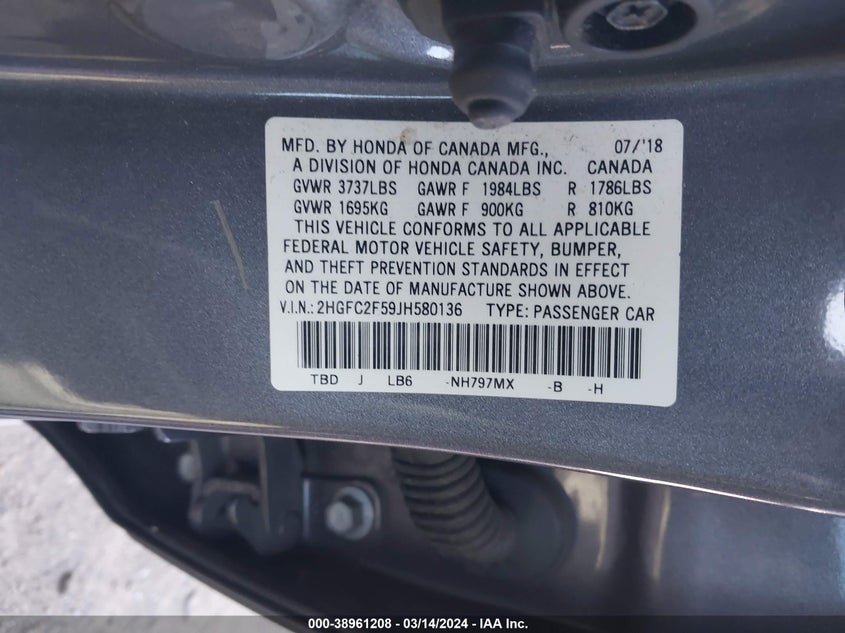 MFD. BY HONDA OF CANADA MFG., 07/'18
A DIVISION OF HONDA CANADA INC. CANADA
GVWR 3737LBS GAWR F 1984LBS R 1786LBS
GVWR 1695KG GAWR F 900KG R 810KG
THIS VEHICLE CONFORMS TO ALL APPLICABLE
FEDERAL MOTOR VEHICLE SAFETY, BUMPER,
AND THEFT PREVENTION STANDARDS IN EFFECT
ON THE DATE OF MANUFACTURE SHOWN ABOVE.
V.I.N.: 2HGFC2F59JH580136 TYPE: PASSENGER CAR
TBD J LB6 -NH797MX -B -H
000-38961208 - 03/14/2024 - IAA Inc.